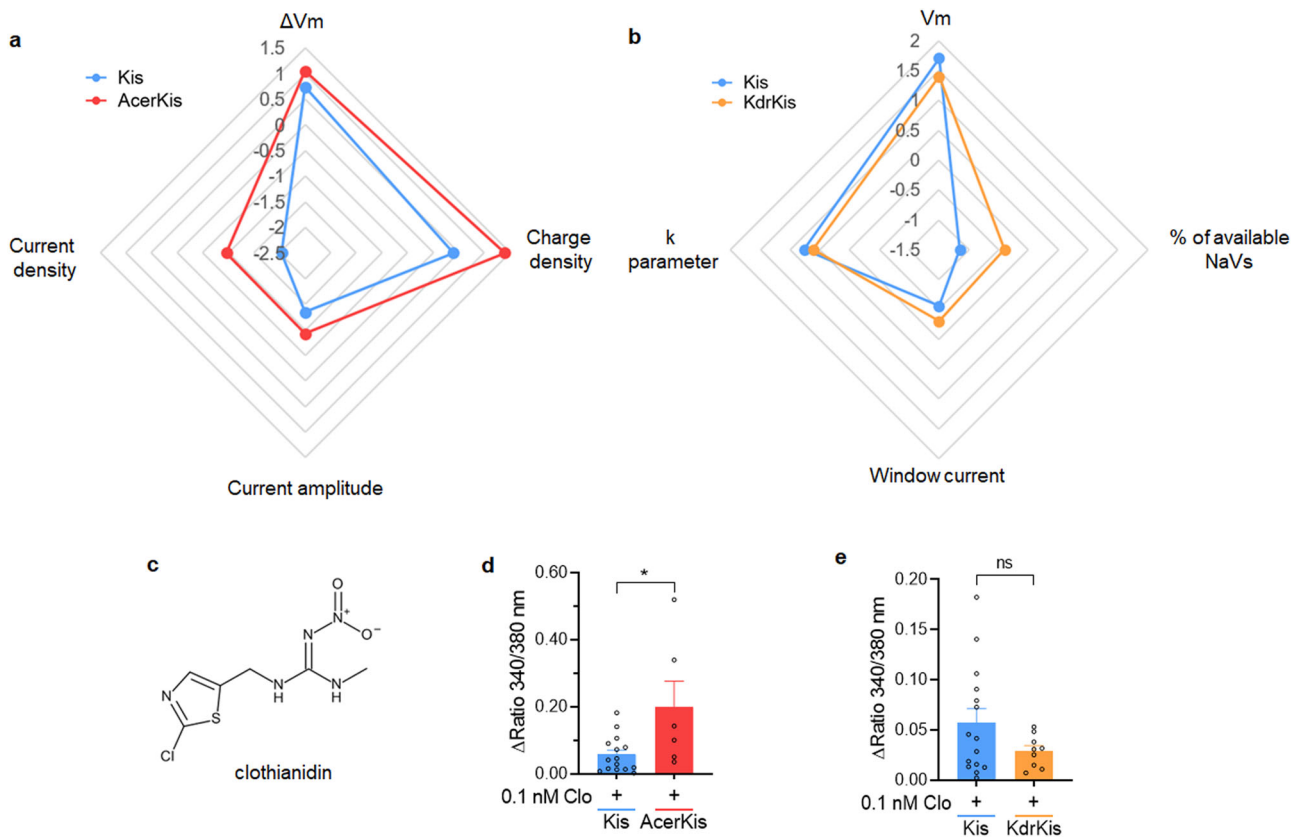 a
ΔVm
Kis
AcerKis
1.5
1
0.5
0
-0.5
-1
-1.5
-2
-2.5
Current
density
Charge
density
Current amplitude
b
Vm
Kis
KdrKis
2
1.5
1
0.5
0
-0.5
-1
-1.5
k
parameter
% of available
NaVs
Window current
c
O
N+
O−
N
N
H
N
H
N
S
Cl
clothianidin
d
ΔRatio 340/380 nm
0.60
0.40
0.20
0.00
*
0.1 nM Clo + +
Kis AcerKis
e
ΔRatio 340/380 nm
0.20
0.15
0.10
0.05
0.00
ns
0.1 nM Clo + +
Kis KdrKis